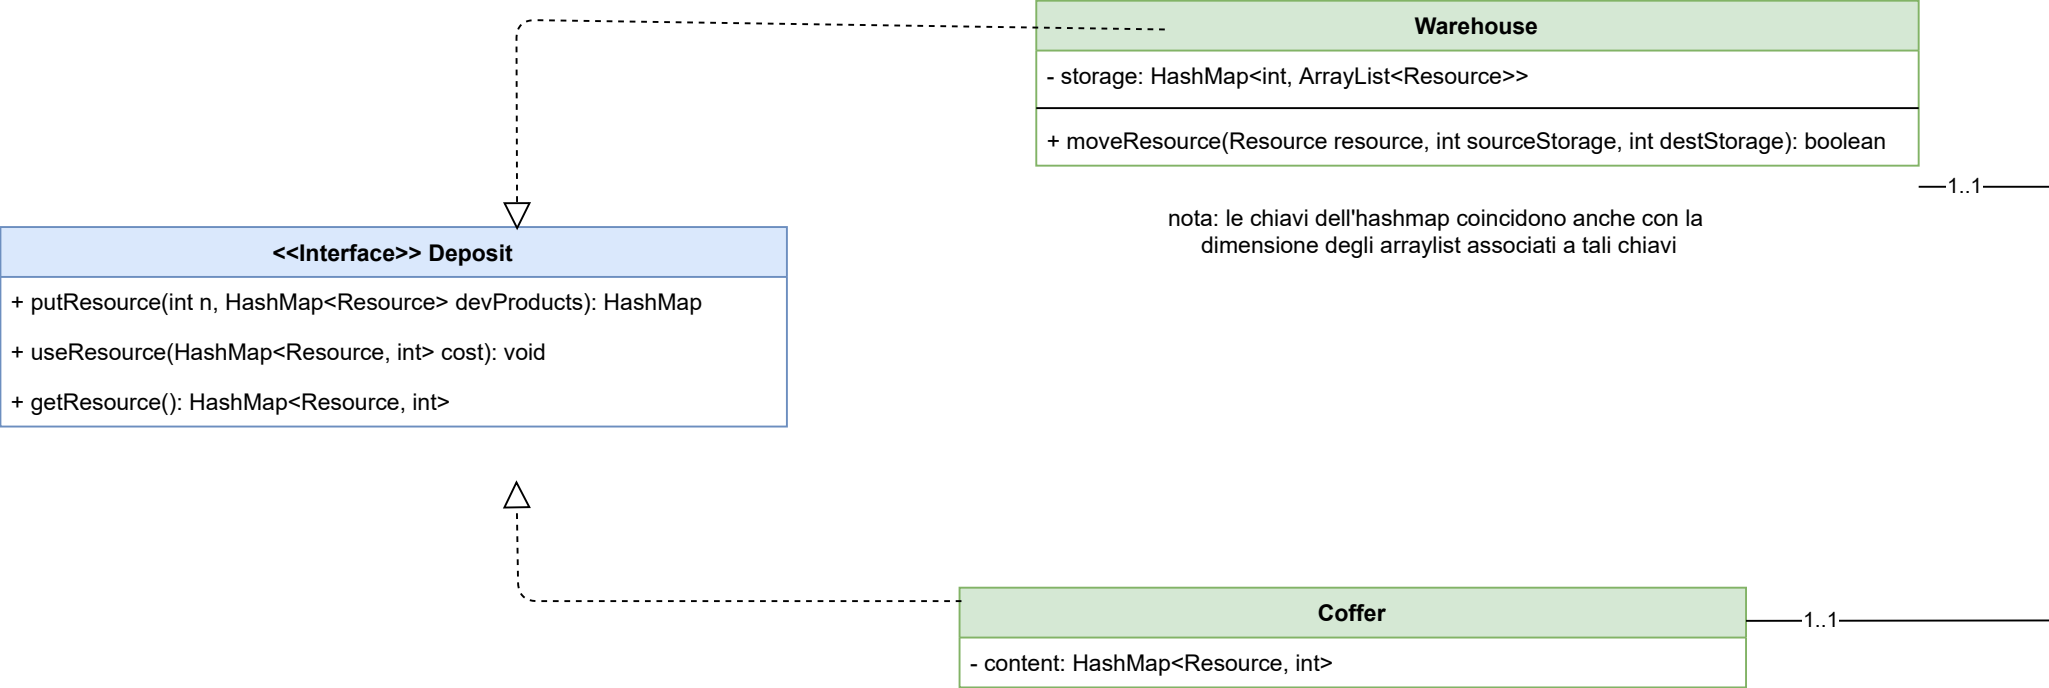 Warehouse
- storage: HashMap<int, ArrayList<Resource>>
+ moveResource(Resource resource, int sourceStorage, int destStorage): boolean
1..1
nota: le chiavi dell'hashmap coincidono anche con la
dimensione degli arraylist associati a tali chiavi
<<Interface>> Deposit
+ putResource(int n, HashMap<Resource> devProducts): HashMap
+ useResource(HashMap<Resource, int> cost): void
+ getResource(): HashMap<Resource, int>
Coffer
1..1
- content: HashMap<Resource, int>